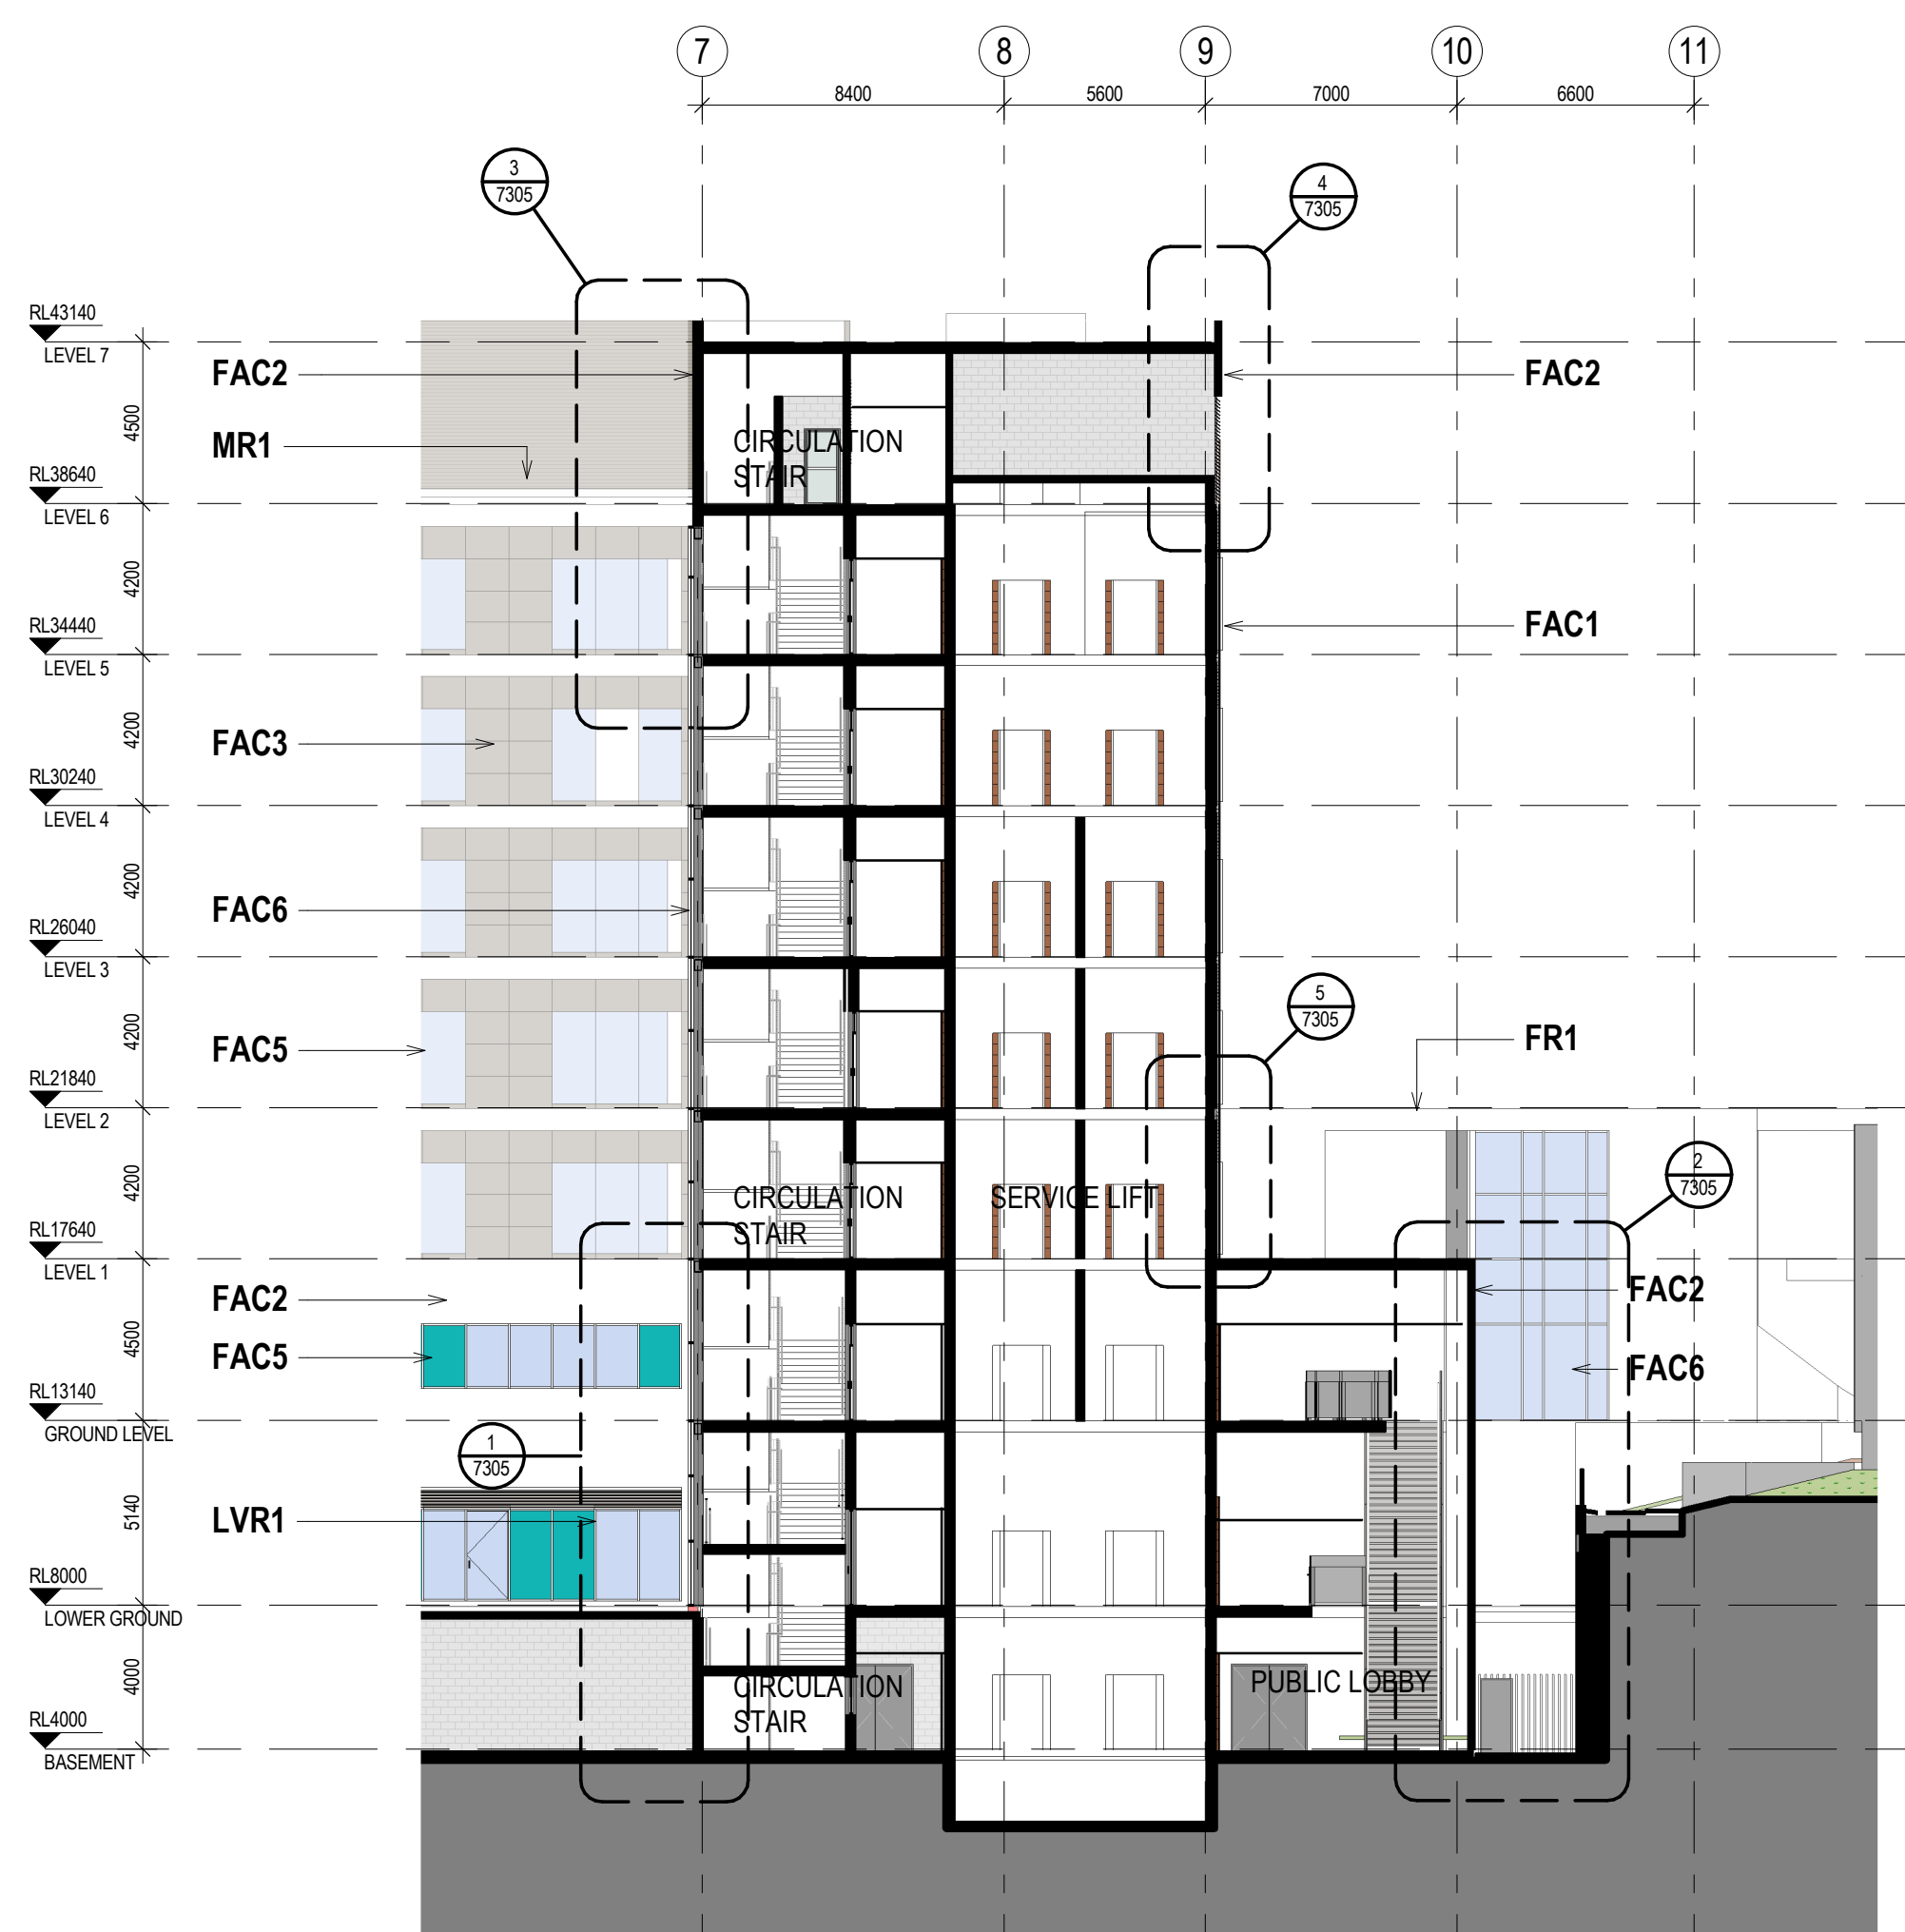 7
8
9
10
11
8400
5600
7000
6600
3
7305
4
7305
RL43140
LEVEL 7
FAC2
FAC2
4500
MR1
CIRCULATION
STAIR
RL38640
LEVEL 6
4200
RL34440
FAC1
LEVEL 5
4200
FAC3
RL30240
LEVEL 4
4200
FAC6
RL26040
LEVEL 3
5
7305
4200
FAC5
FR1
RL21840
LEVEL 2
2
7305
4200
CIRCULATION
STAIR
SERVICE LIFT
RL17640
LEVEL 1
FAC2
FAC2
4500
FAC5
FAC6
RL13140
GROUND LEVEL
1
7305
5140
LVR1
RL8000
LOWER GROUND
4000
CIRCULATION
STAIR
PUBLIC LOBBY
RL4000
BASEMENT